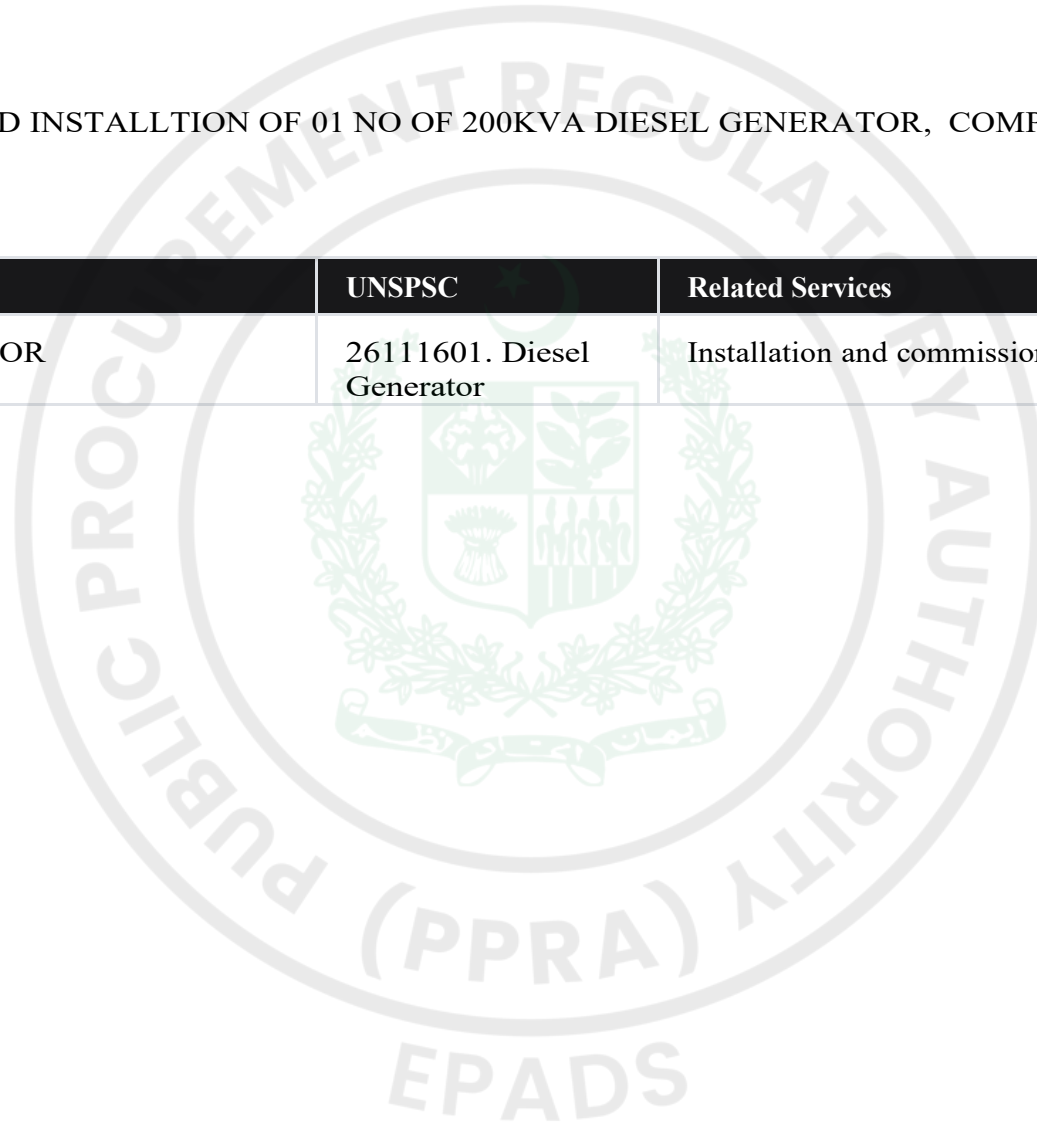 D INSTALLTION OF 01 NO OF 200KVA DIESEL GENERATOR, COMP
UNSPSC
Related Services
OR
26111601. Diesel
Generator
Installation and commission
PUBLIC PROCUREMENT REGULATORY AUTHORITY
(PPRA)
EPADS